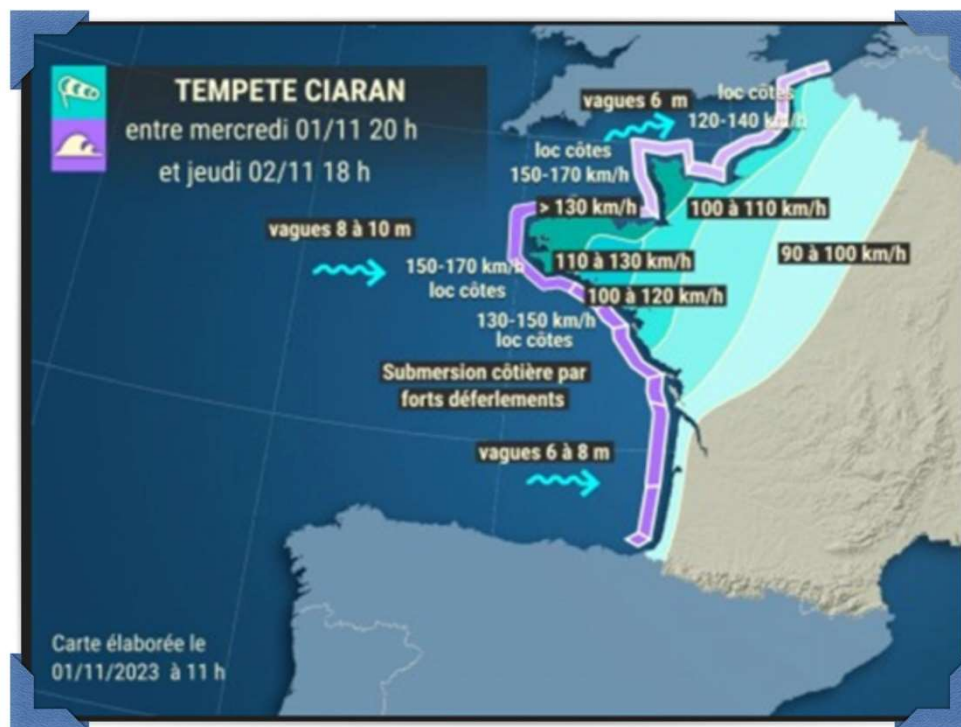 TEMPETE CIARAN
entre mercredi 01/11 20 h
et jeudi 02/11 18 h
vagues 6 m
loc côtes
120-140 km/h
loc côtes
150-170 km/h
> 130 km/h
100 à 110 km/h
vagues 8 à 10 m
90 à 100 km/h
110 à 130 km/h
150-170 km/h
loc côtes
100 à 120 km/h
130-150 km/h
loc côtes
Submersion côtière par
forts déferlements
vagues 6 à 8 m
Carte élaborée le
01/11/2023 à 11 h